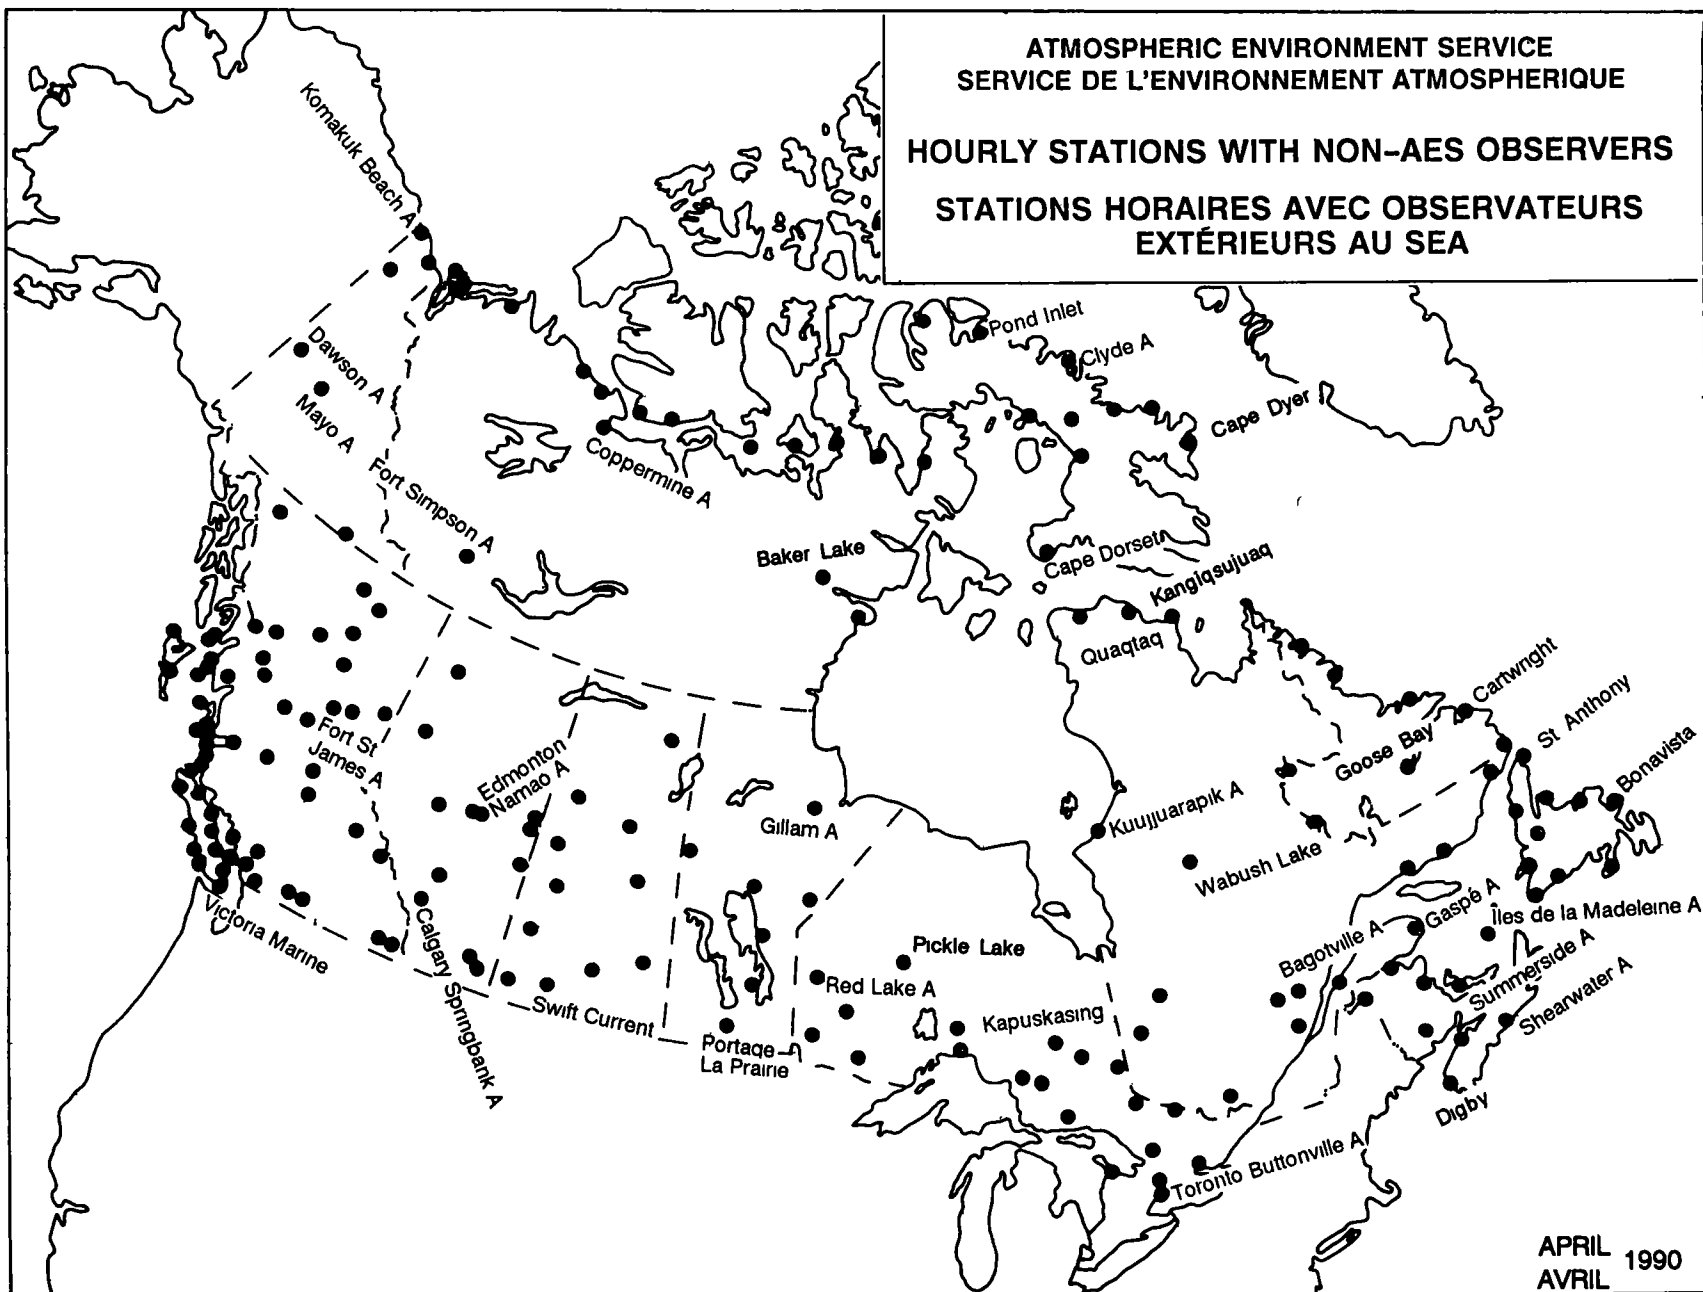 ATMOSPHERIC ENVIRONMENT SERVICE
SERVICE DE L'ENVIRONNEMENT ATMOSPHERIQUE
HOURLY STATIONS WITH NON-AES OBSERVERS
STATIONS HORAIRES AVEC OBSERVATEURS
EXTÉRIEURS AU SEA
Komakuk Beach A
Pond Inlet
Clyde A
Dawson A
Mayo A
Cape Dyer
Fort Simpson A
Coppermine A
Baker Lake
Cape Dorset
Kangiqsujuaq
Quaqtaq
Cartwright
St Anthony
Bonavista
Goose Bay
Fort St
James A
Edmonton
Namao A
Gillam A
Kuujjuarapik A
Wabush Lake
Gaspé A
Îles de la Madeleine A
Bagotville A
Summerside A
Shearwater A
Victoria Marine
Calgary Springbank A
Pickle Lake
Red Lake A
Swift Current
Kapuskasing
Portage
La Prairie
Digby
Toronto Buttonville A
APRIL 1990
AVRIL